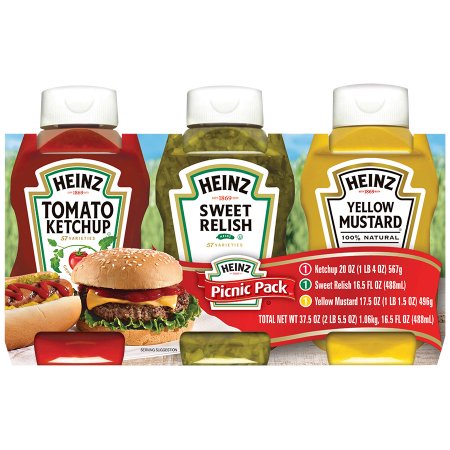 HEINZ
EST. 1869
TOMATO
KETCHUP
57 VARIETIES
HEINZ
1869
SWEET
RELISH
57 VARIETIES
HEINZ
1869
YELLOW
MUSTARD
100% NATURAL
HEINZ
Picnic Pack
1 Ketchup 20 OZ (1 LB 4 OZ) 567g
1 Sweet Relish 16.5 FL OZ (488mL)
1 Yellow Mustard 17.5 OZ (1 LB 1.5 OZ) 496g
TOTAL NET WT 37.5 OZ (2 LB 5.5 OZ) 1.06kg, 16.5 FL OZ (488mL)
SERVING SUGGESTION